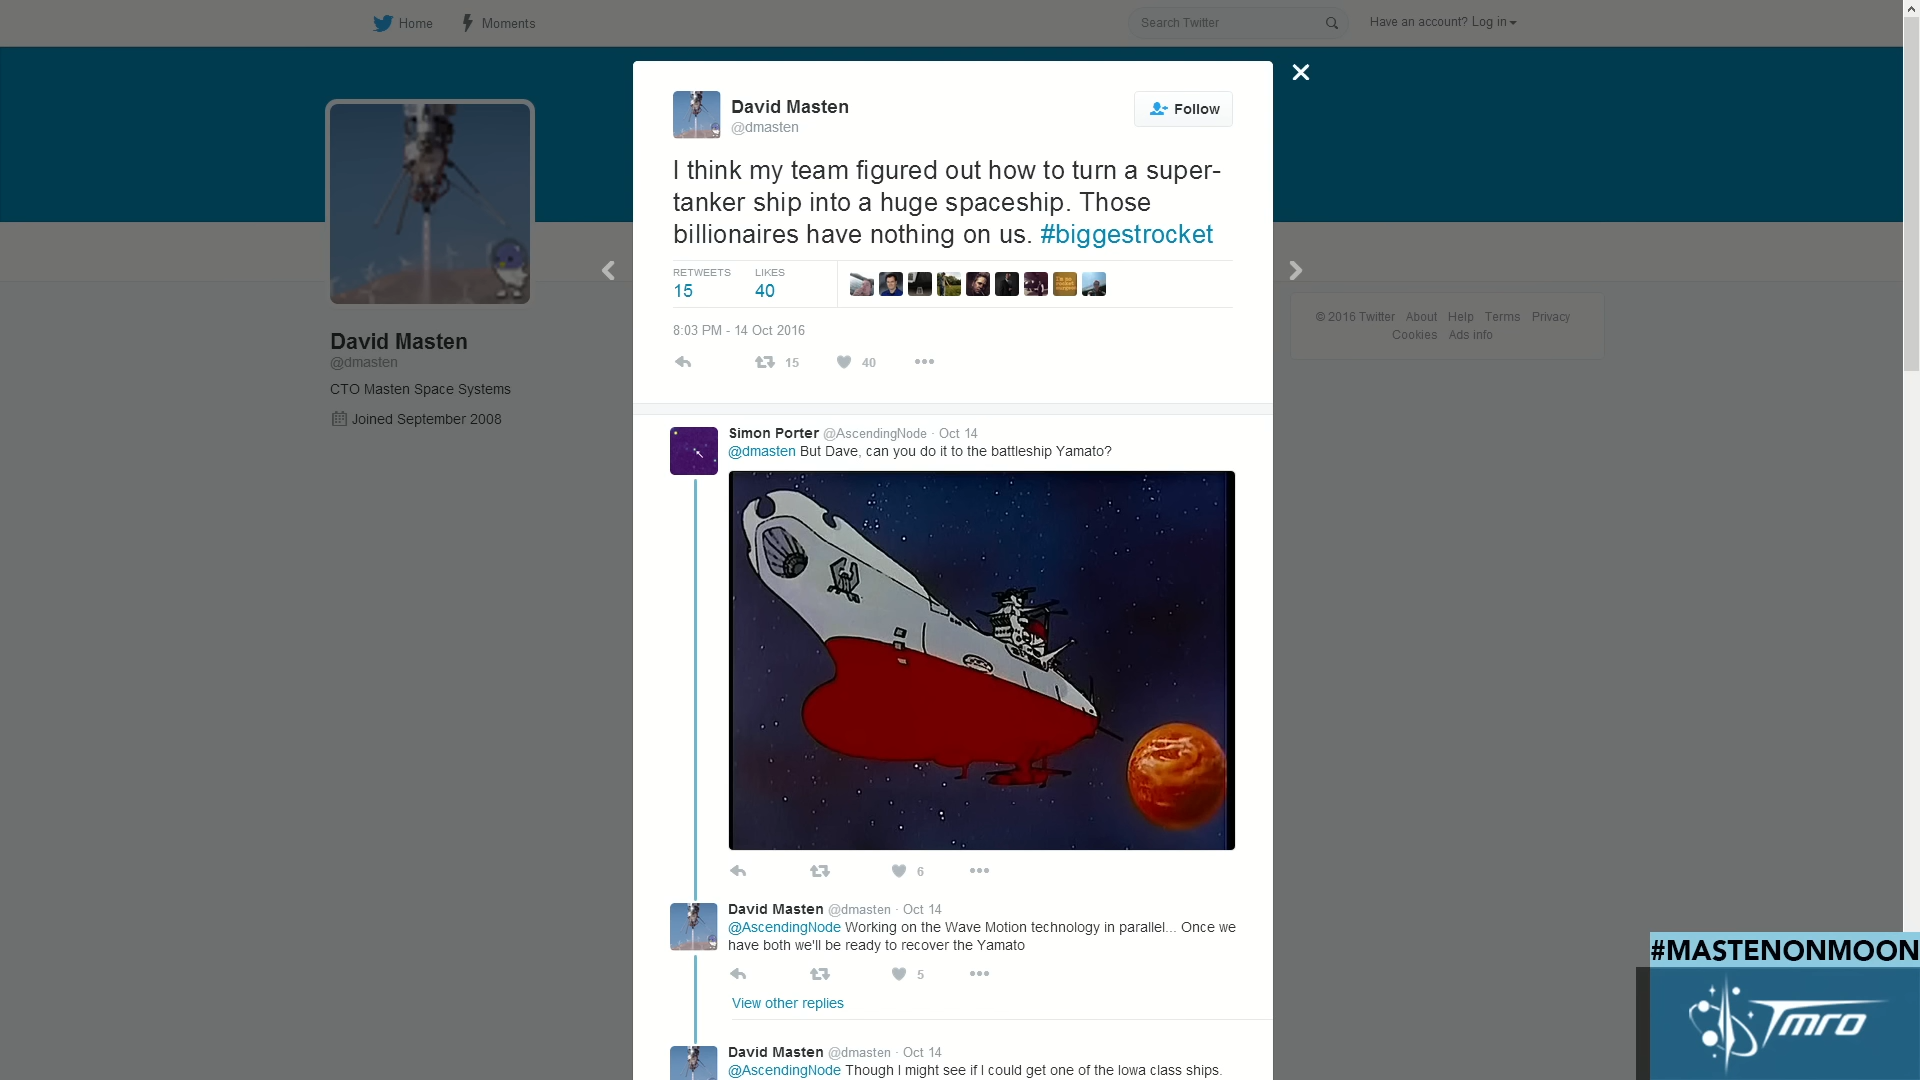 Home
Moments
Search Twitter
Have an account? Log in
David Masten
@dmasten
Follow
I think my team figured out how to turn a super-
tanker ship into a huge spaceship. Those
billionaires have nothing on us. #biggestrocket
RETWEETS LIKES
15 40
8:03 PM - 14 Oct 2016
15 40
David Masten
@dmasten
CTO Masten Space Systems
Joined September 2008
© 2016 Twitter About Help Terms Privacy
Cookies Ads info
Simon Porter @AscendingNode · Oct 14
@dmasten But Dave, can you do it to the battleship Yamato?
6
David Masten @dmasten · Oct 14
@AscendingNode Working on the Wave Motion technology in parallel... Once we
have both we'll be ready to recover the Yamato
5
View other replies
David Masten @dmasten · Oct 14
@AscendingNode Though I might see if I could get one of the Iowa class ships.
#MASTENONMOON
TMRO